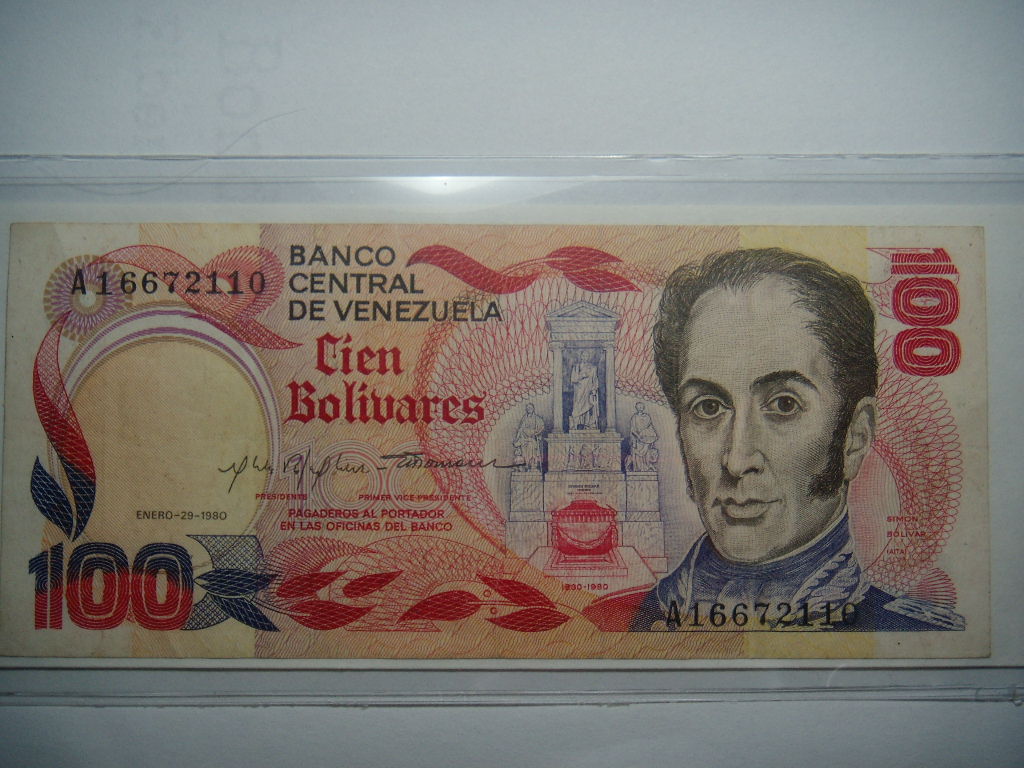 A16672110
BANCO
CENTRAL
DE VENEZUELA
Cien
Bolivares
100
100
PRESIDENTE
PRIMER VICE-PRESIDENTE
PAGADEROS AL PORTADOR
EN LAS OFICINAS DEL BANCO
ENERO-29-1980
100
1830-1980
SIMON
BOLIVAR
A16672110